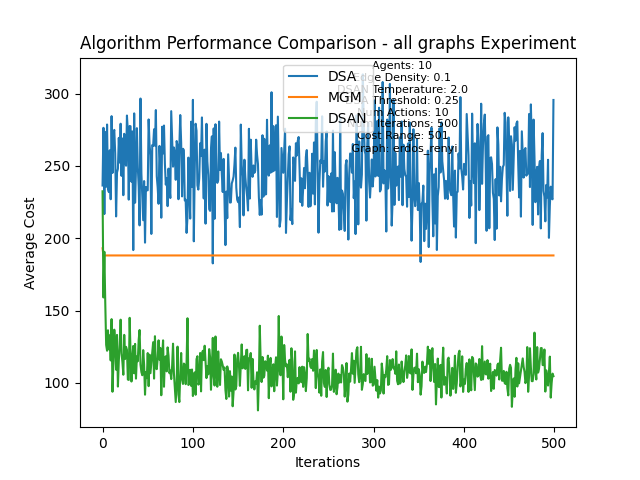 Algorithm Performance Comparison - all graphs Experiment
DSA
MGM
DSAN
Agents: 10
Edge Density: 0.1
Temperature: 2.0
Threshold: 0.25
Num Actions: 10
Iterations: 500
Cost Range: 501
Graph: erdos_renyi
300
250
200
150
100
Average Cost
0
100
200
300
400
500
Iterations